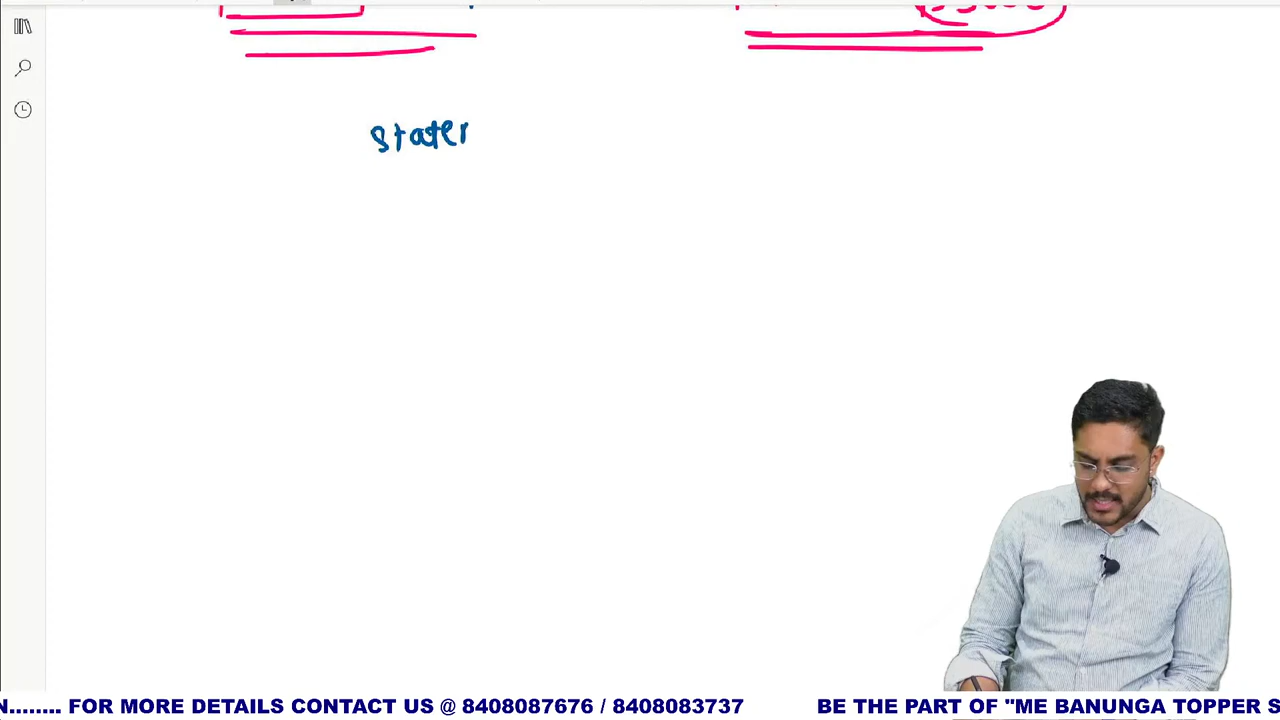 stater
N........ FOR MORE DETAILS CONTACT US @ 8408087676 / 8408083737 BE THE PART OF "ME BANUNGA TOPPER S